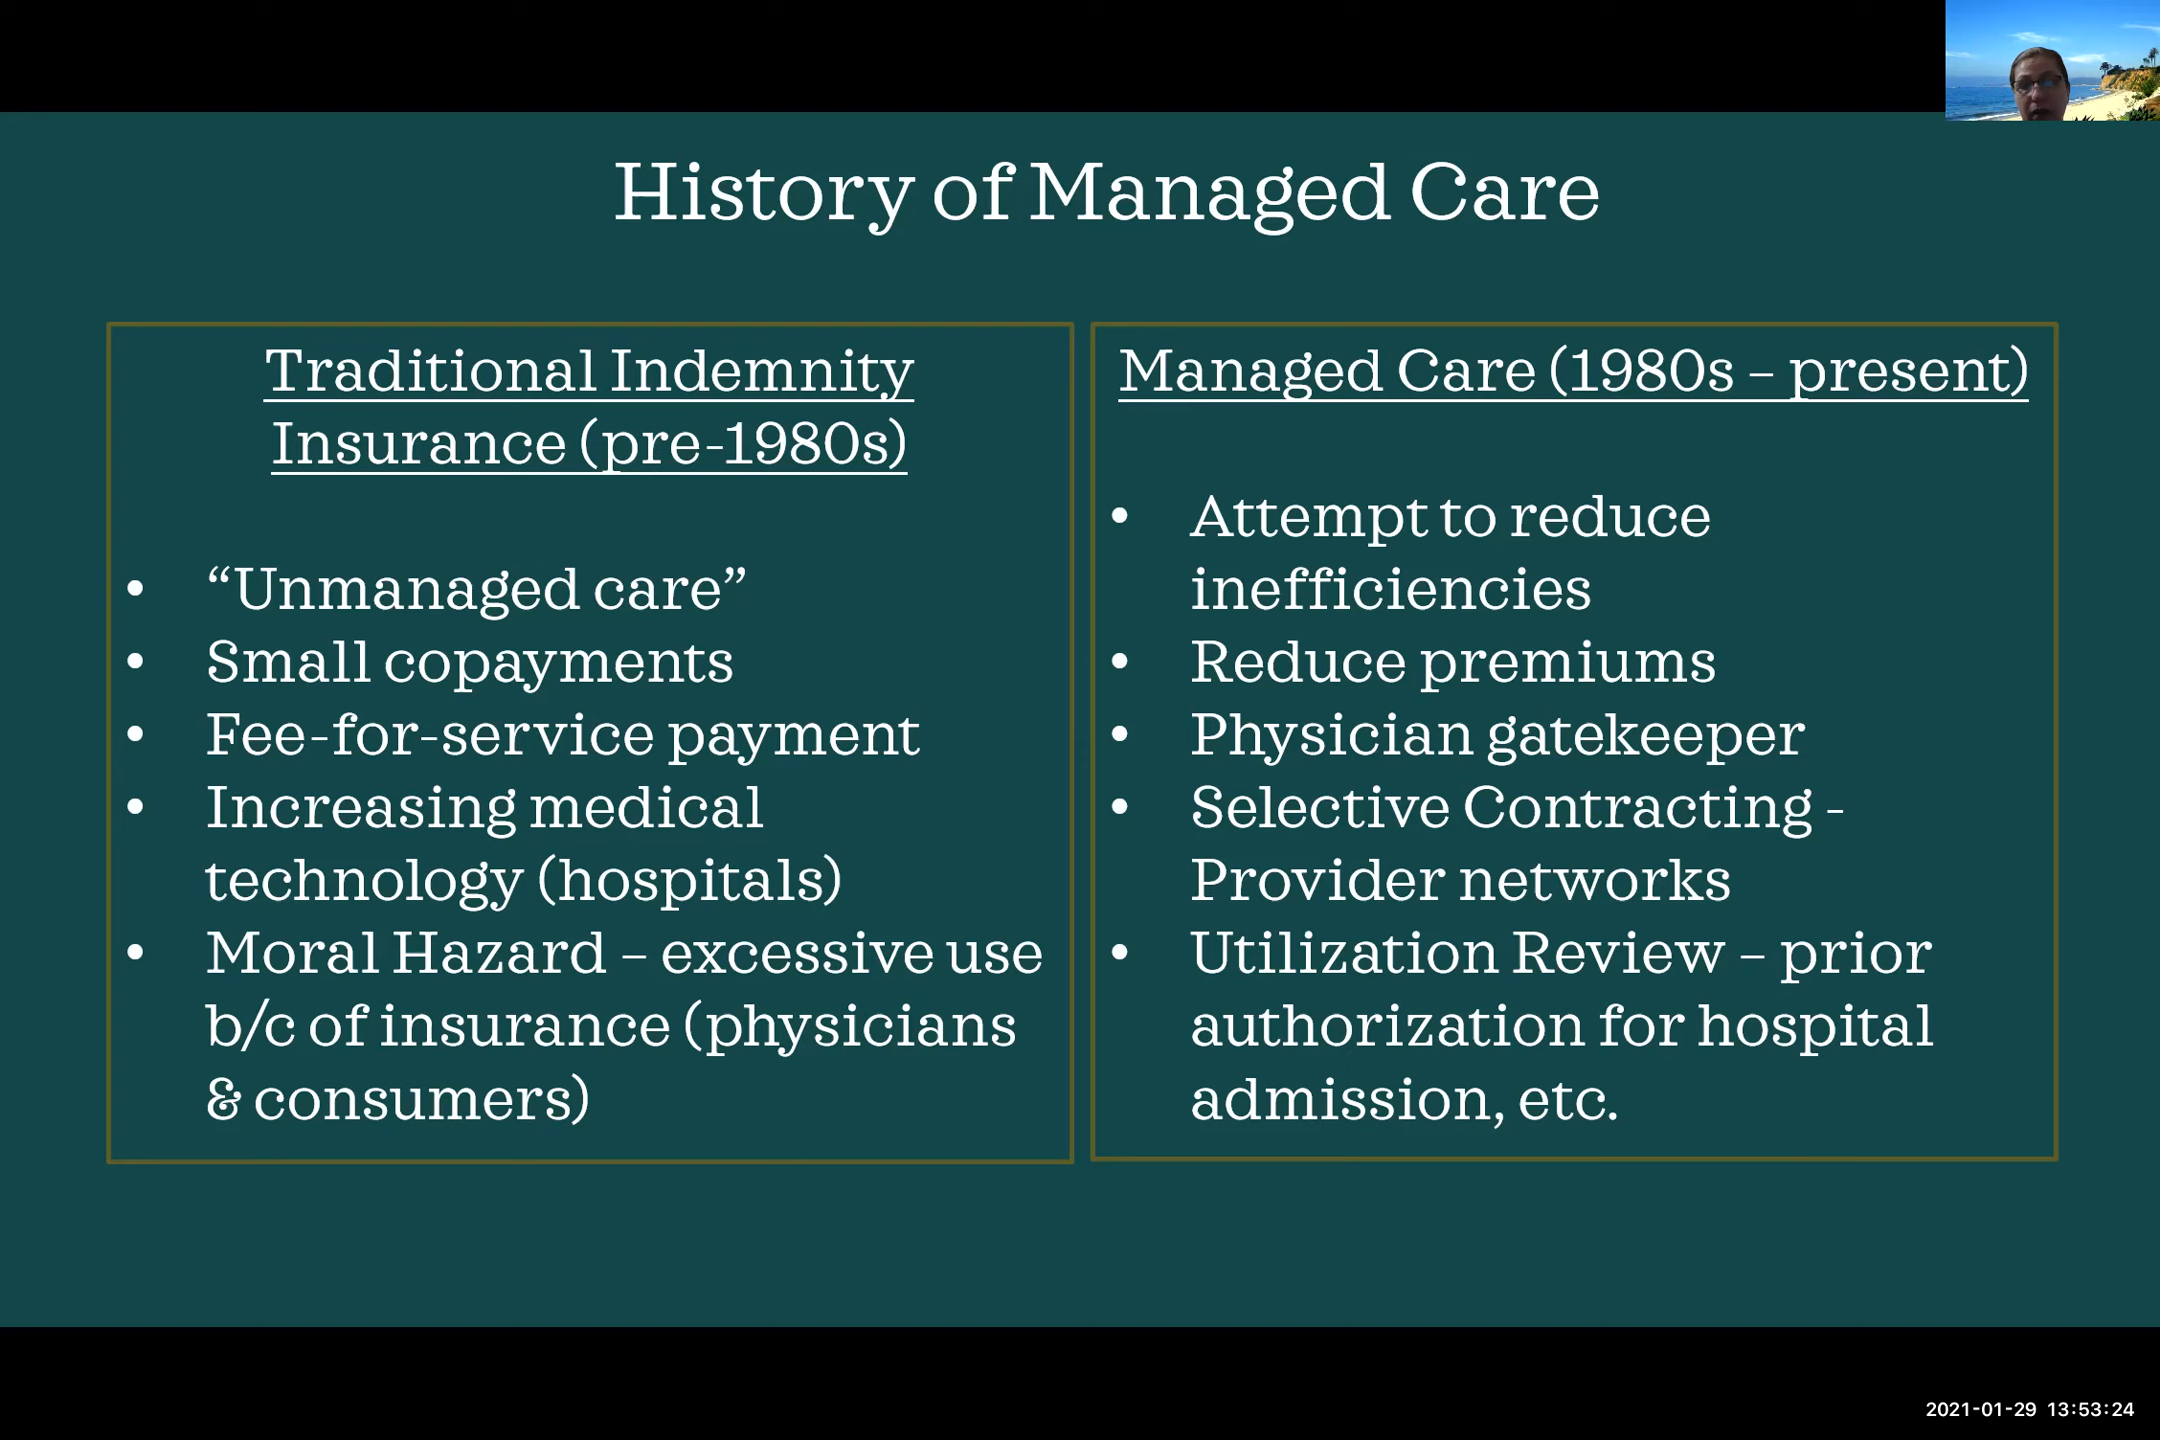 History of Managed Care
Traditional Indemnity
Insurance (pre-1980s)
• “Unmanaged care”
• Small copayments
• Fee-for-service payment
• Increasing medical
technology (hospitals)
• Moral Hazard – excessive use
b/c of insurance (physicians
& consumers)
Managed Care (1980s – present)
• Attempt to reduce
inefficiencies
• Reduce premiums
• Physician gatekeeper
• Selective Contracting -
Provider networks
• Utilization Review – prior
authorization for hospital
admission, etc.
2021-01-29 13:53:24